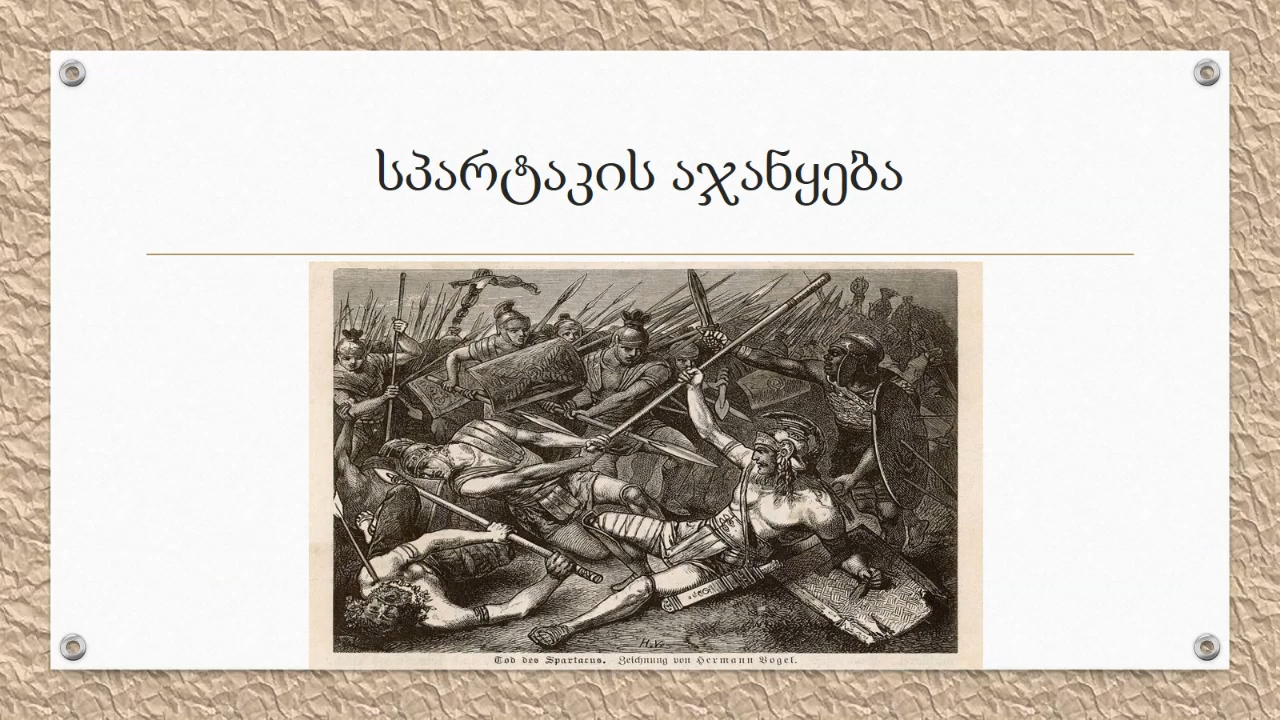 სპარტაკის აჯანყება
H.V.
Tod des Spartacus. Zeichnung von Hermann Vogel.